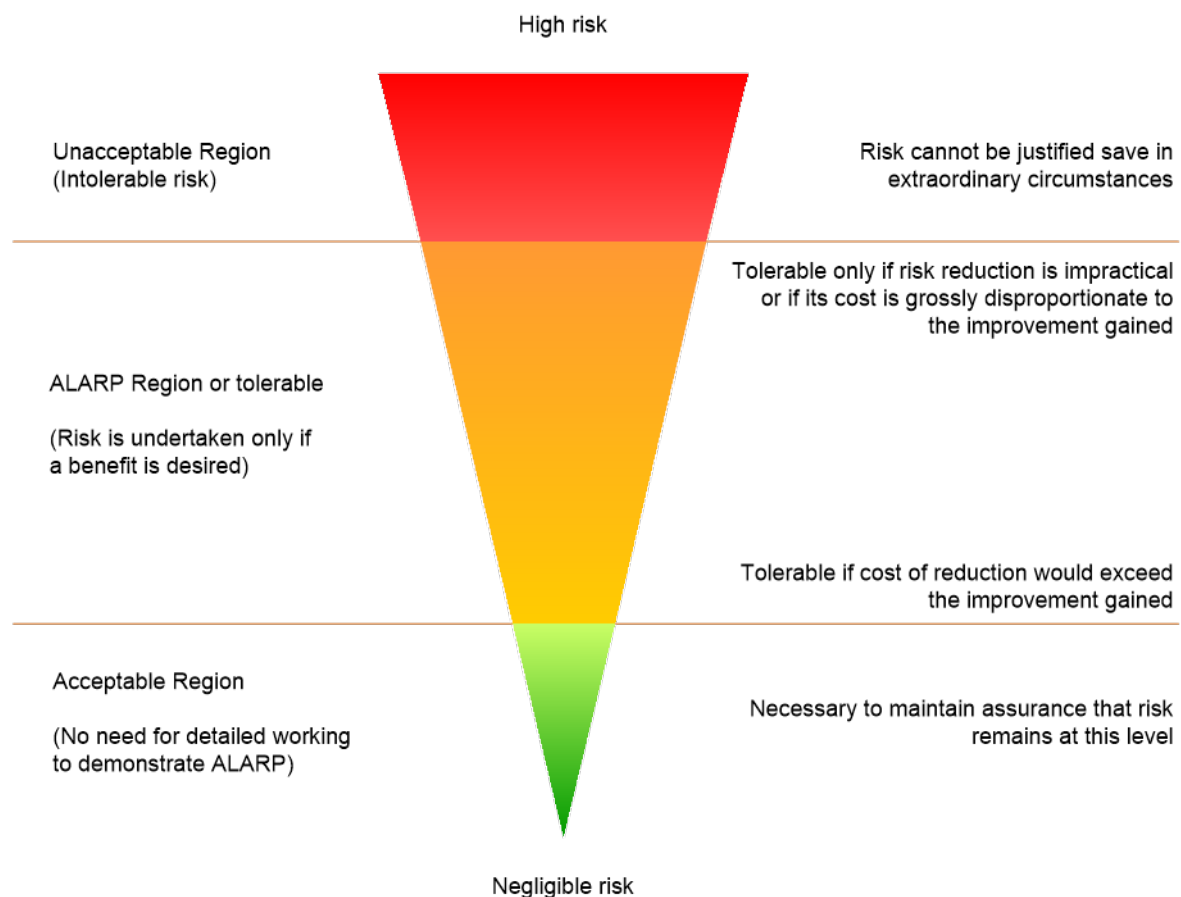 High risk
Unacceptable Region
(Intolerable risk)
Risk cannot be justified save in
extraordinary circumstances
Tolerable only if risk reduction is impractical
or if its cost is grossly disproportionate to
the improvement gained
ALARP Region or tolerable
(Risk is undertaken only if
a benefit is desired)
Tolerable if cost of reduction would exceed
the improvement gained
Acceptable Region
(No need for detailed working
to demonstrate ALARP)
Necessary to maintain assurance that risk
remains at this level
Negligible risk